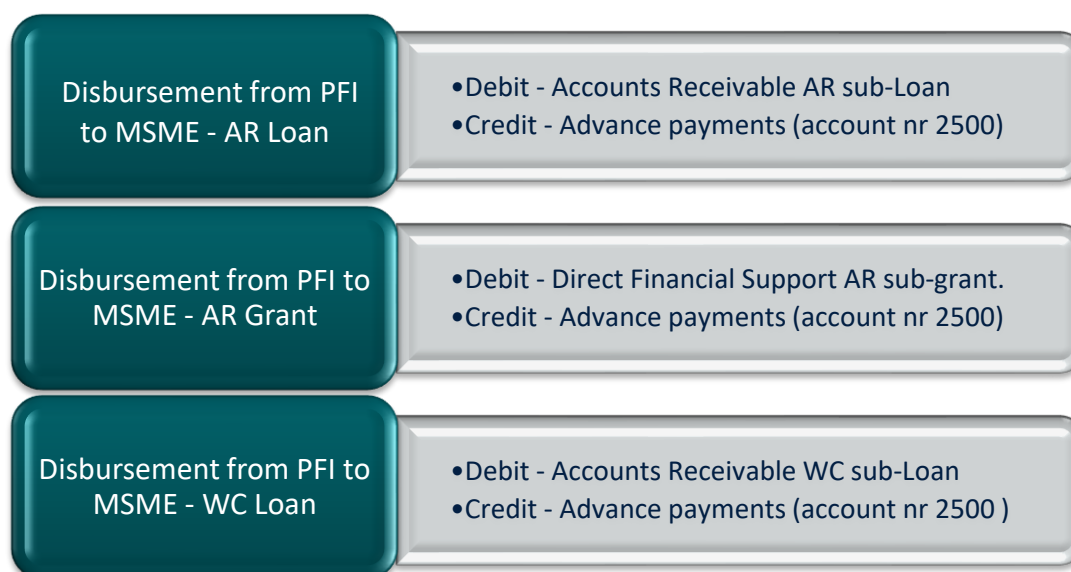 Disbursement from PFI
to MSME - AR Loan
•Debit - Accounts Receivable AR sub-Loan
•Credit - Advance payments (account nr 2500)
Disbursement from PFI to
MSME - AR Grant
•Debit - Direct Financial Support AR sub-grant.
•Credit - Advance payments (account nr 2500)
Disbursement from PFI to
MSME - WC Loan
•Debit - Accounts Receivable WC sub-Loan
•Credit - Advance payments (account nr 2500 )